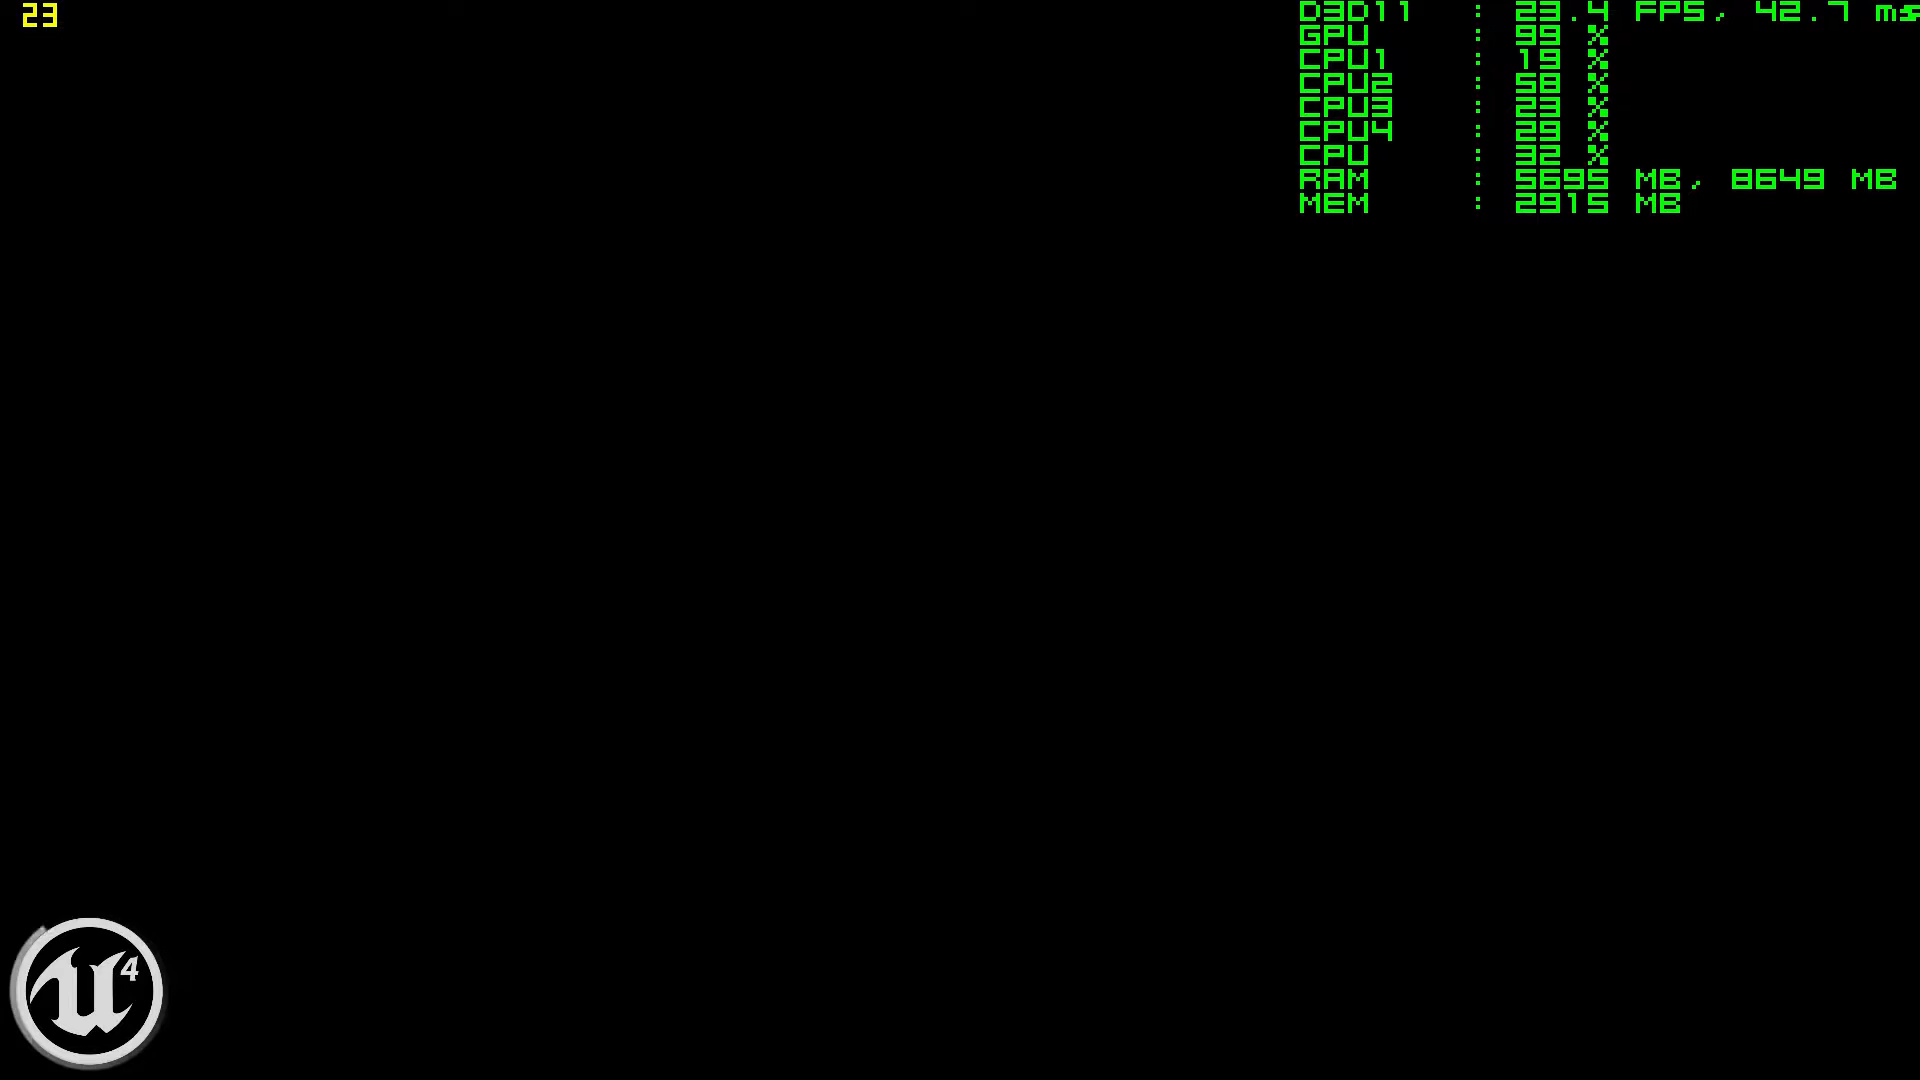 23
D3D11 : 23.4 FPS, 42.7 ms
GPU : 99 %
CPU1 : 19 %
CPU2 : 58 %
CPU3 : 23 %
CPU4 : 29 %
CPU : 32 %
RAM : 5695 MB, 8649 MB
MEM : 2915 MB
U4